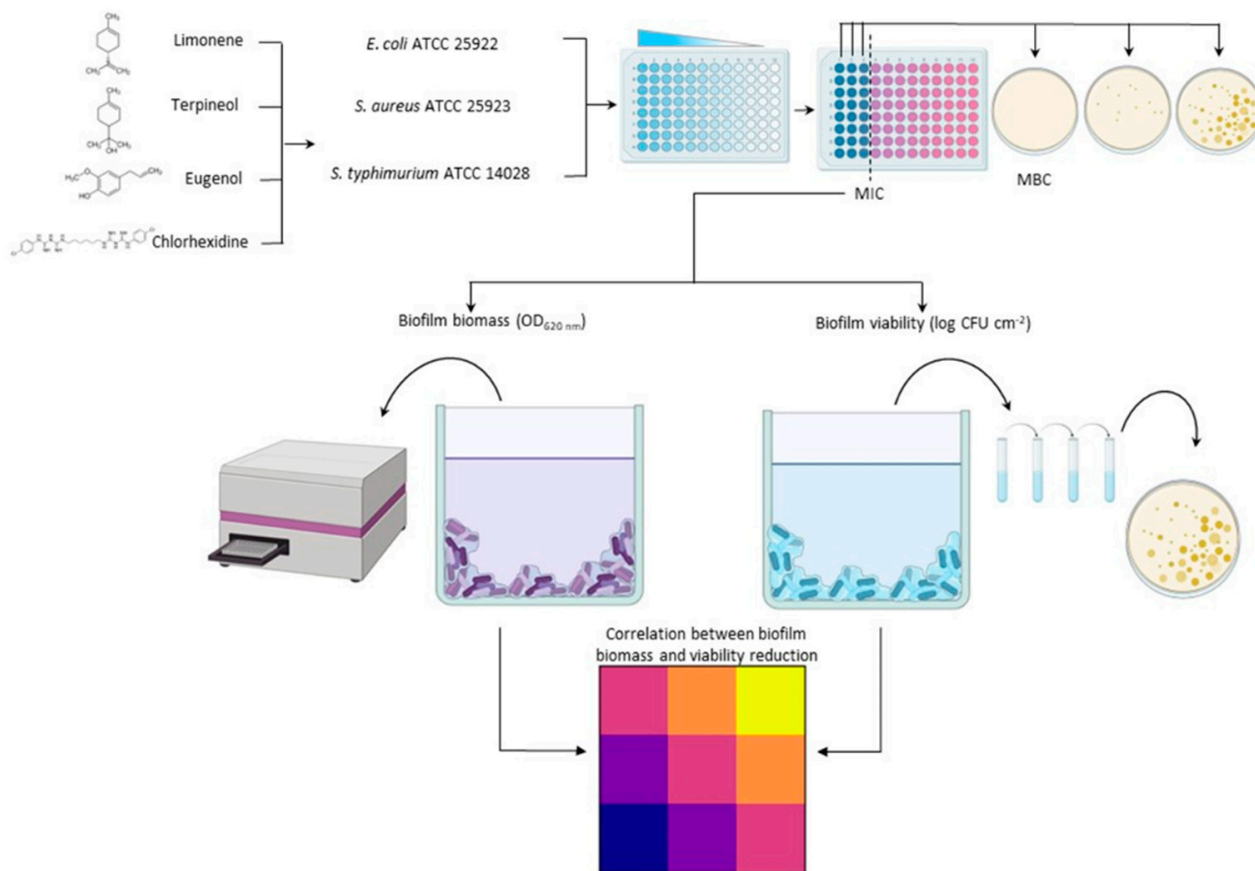 Limonene
Terpineol
Eugenol
Chlorhexidine
E. coli ATCC 25922
S. aureus ATCC 25923
S. typhimurium ATCC 14028
MIC
MBC
Biofilm biomass (OD620 nm)
Biofilm viability (log CFU cm-2)
Correlation between biofilm
biomass and viability reduction